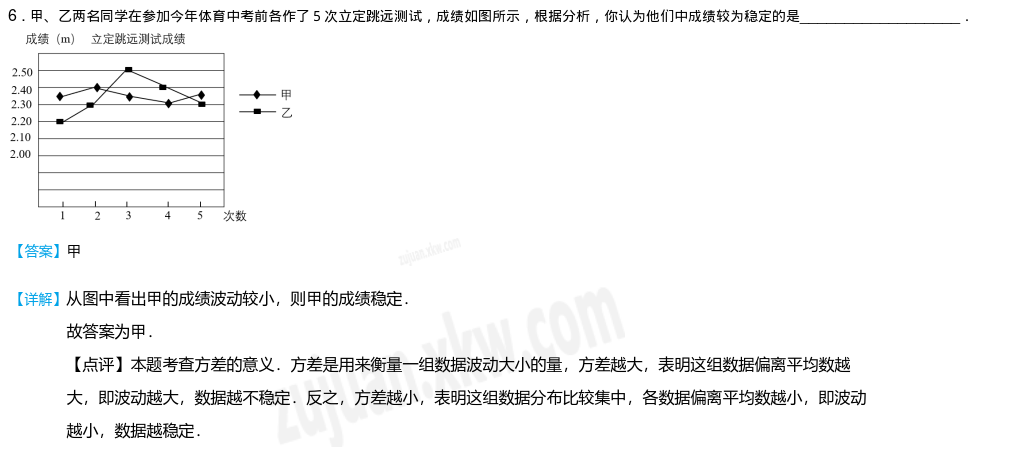 6．甲、乙两名同学在参加今年体育中考前各作了 5 次立定跳远测试，成绩如图所示，根据分析，你认为他们中成绩较为稳定的是______________________．
成绩（m） 立定跳远测试成绩
2.50
2.40
2.30
2.20
2.10
2.00
甲
乙
1 2 3 4 5 次数
【答案】甲
【详解】从图中看出甲的成绩波动较小，则甲的成绩稳定．
故答案为甲．
【点评】本题考查方差的意义．方差是用来衡量一组数据波动大小的量，方差越大，表明这组数据偏离平均数越
大，即波动越大，数据越不稳定．反之，方差越小，表明这组数据分布比较集中，各数据偏离平均数越小，即波动
越小，数据越稳定．
zujuan.xkw.com
zujuan.xkw.com